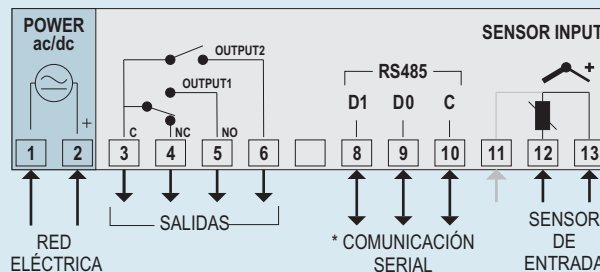 POWER
ac/dc
SENSOR INPUT
OUTPUT2
RS485
OUTPUT1
D1 D0 C
+
+
C NC NO
1 2 3 4 5 6 8 9 10 11 12 13
SALIDAS
RED
ELÉCTRICA
* COMUNICACIÓN
SERIAL
SENSOR
DE
ENTRADA